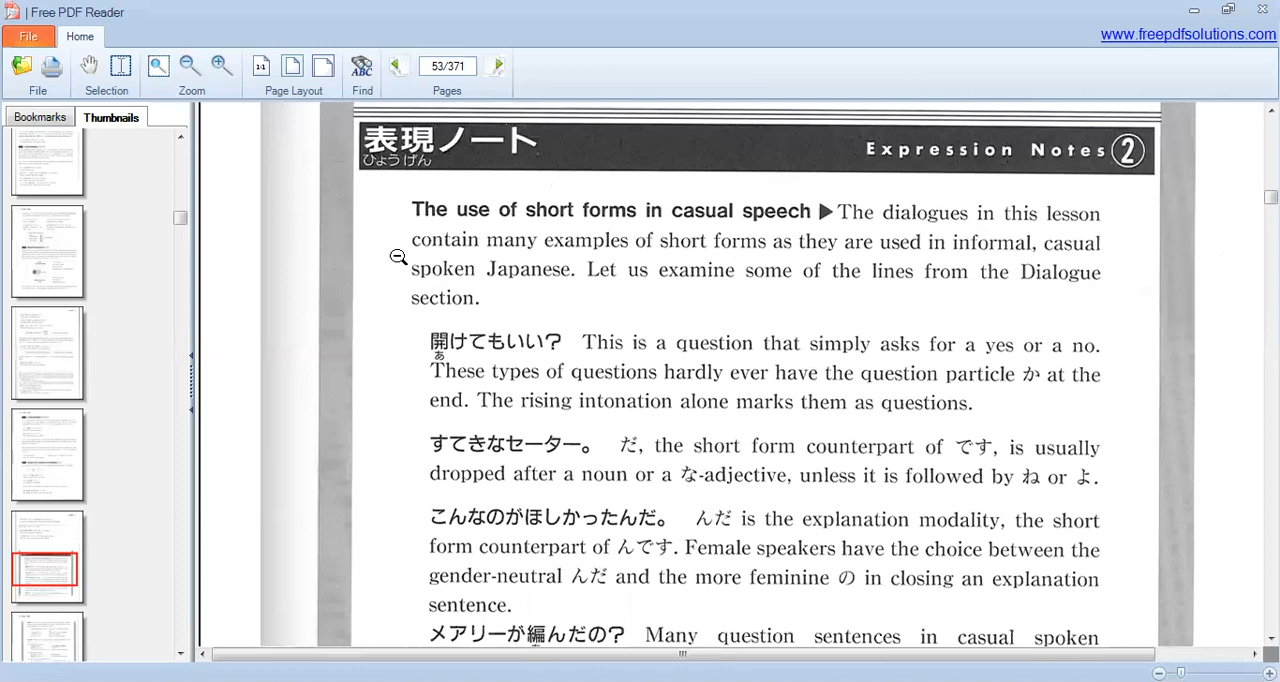 | Free PDF Reader
File Home
www.freepdfsolutions.com
1:1 ABC 53/371
File Selection Zoom Page Layout Find Pages
Bookmarks Thumbnails
表現ノート
ひょうげん
Expression Notes ②
The use of short forms in casual speech ▶The dialogues in this lesson
contain many examples of short forms as they are used in informal, casual
spoken Japanese. Let us examine some of the lines from the Dialogue
section.
開けてもいい? This is a question that simply asks for a yes or a no.
あ
These types of questions hardly ever have the question particle か at the
end. The rising intonation alone marks them as questions.
すてきなセーター。 だ, the short form counterpart of です, is usually
dropped after a noun or a な-adjective, unless it is followed by ね or よ.
こんなのがほしかったんだ。 んだ is the explanation modality, the short
form counterpart of んです. Female speakers have the choice between the
gender-neutral んだ and the more feminine の in closing an explanation
sentence.
メアリーが編んだの? Many question sentences in casual spoken